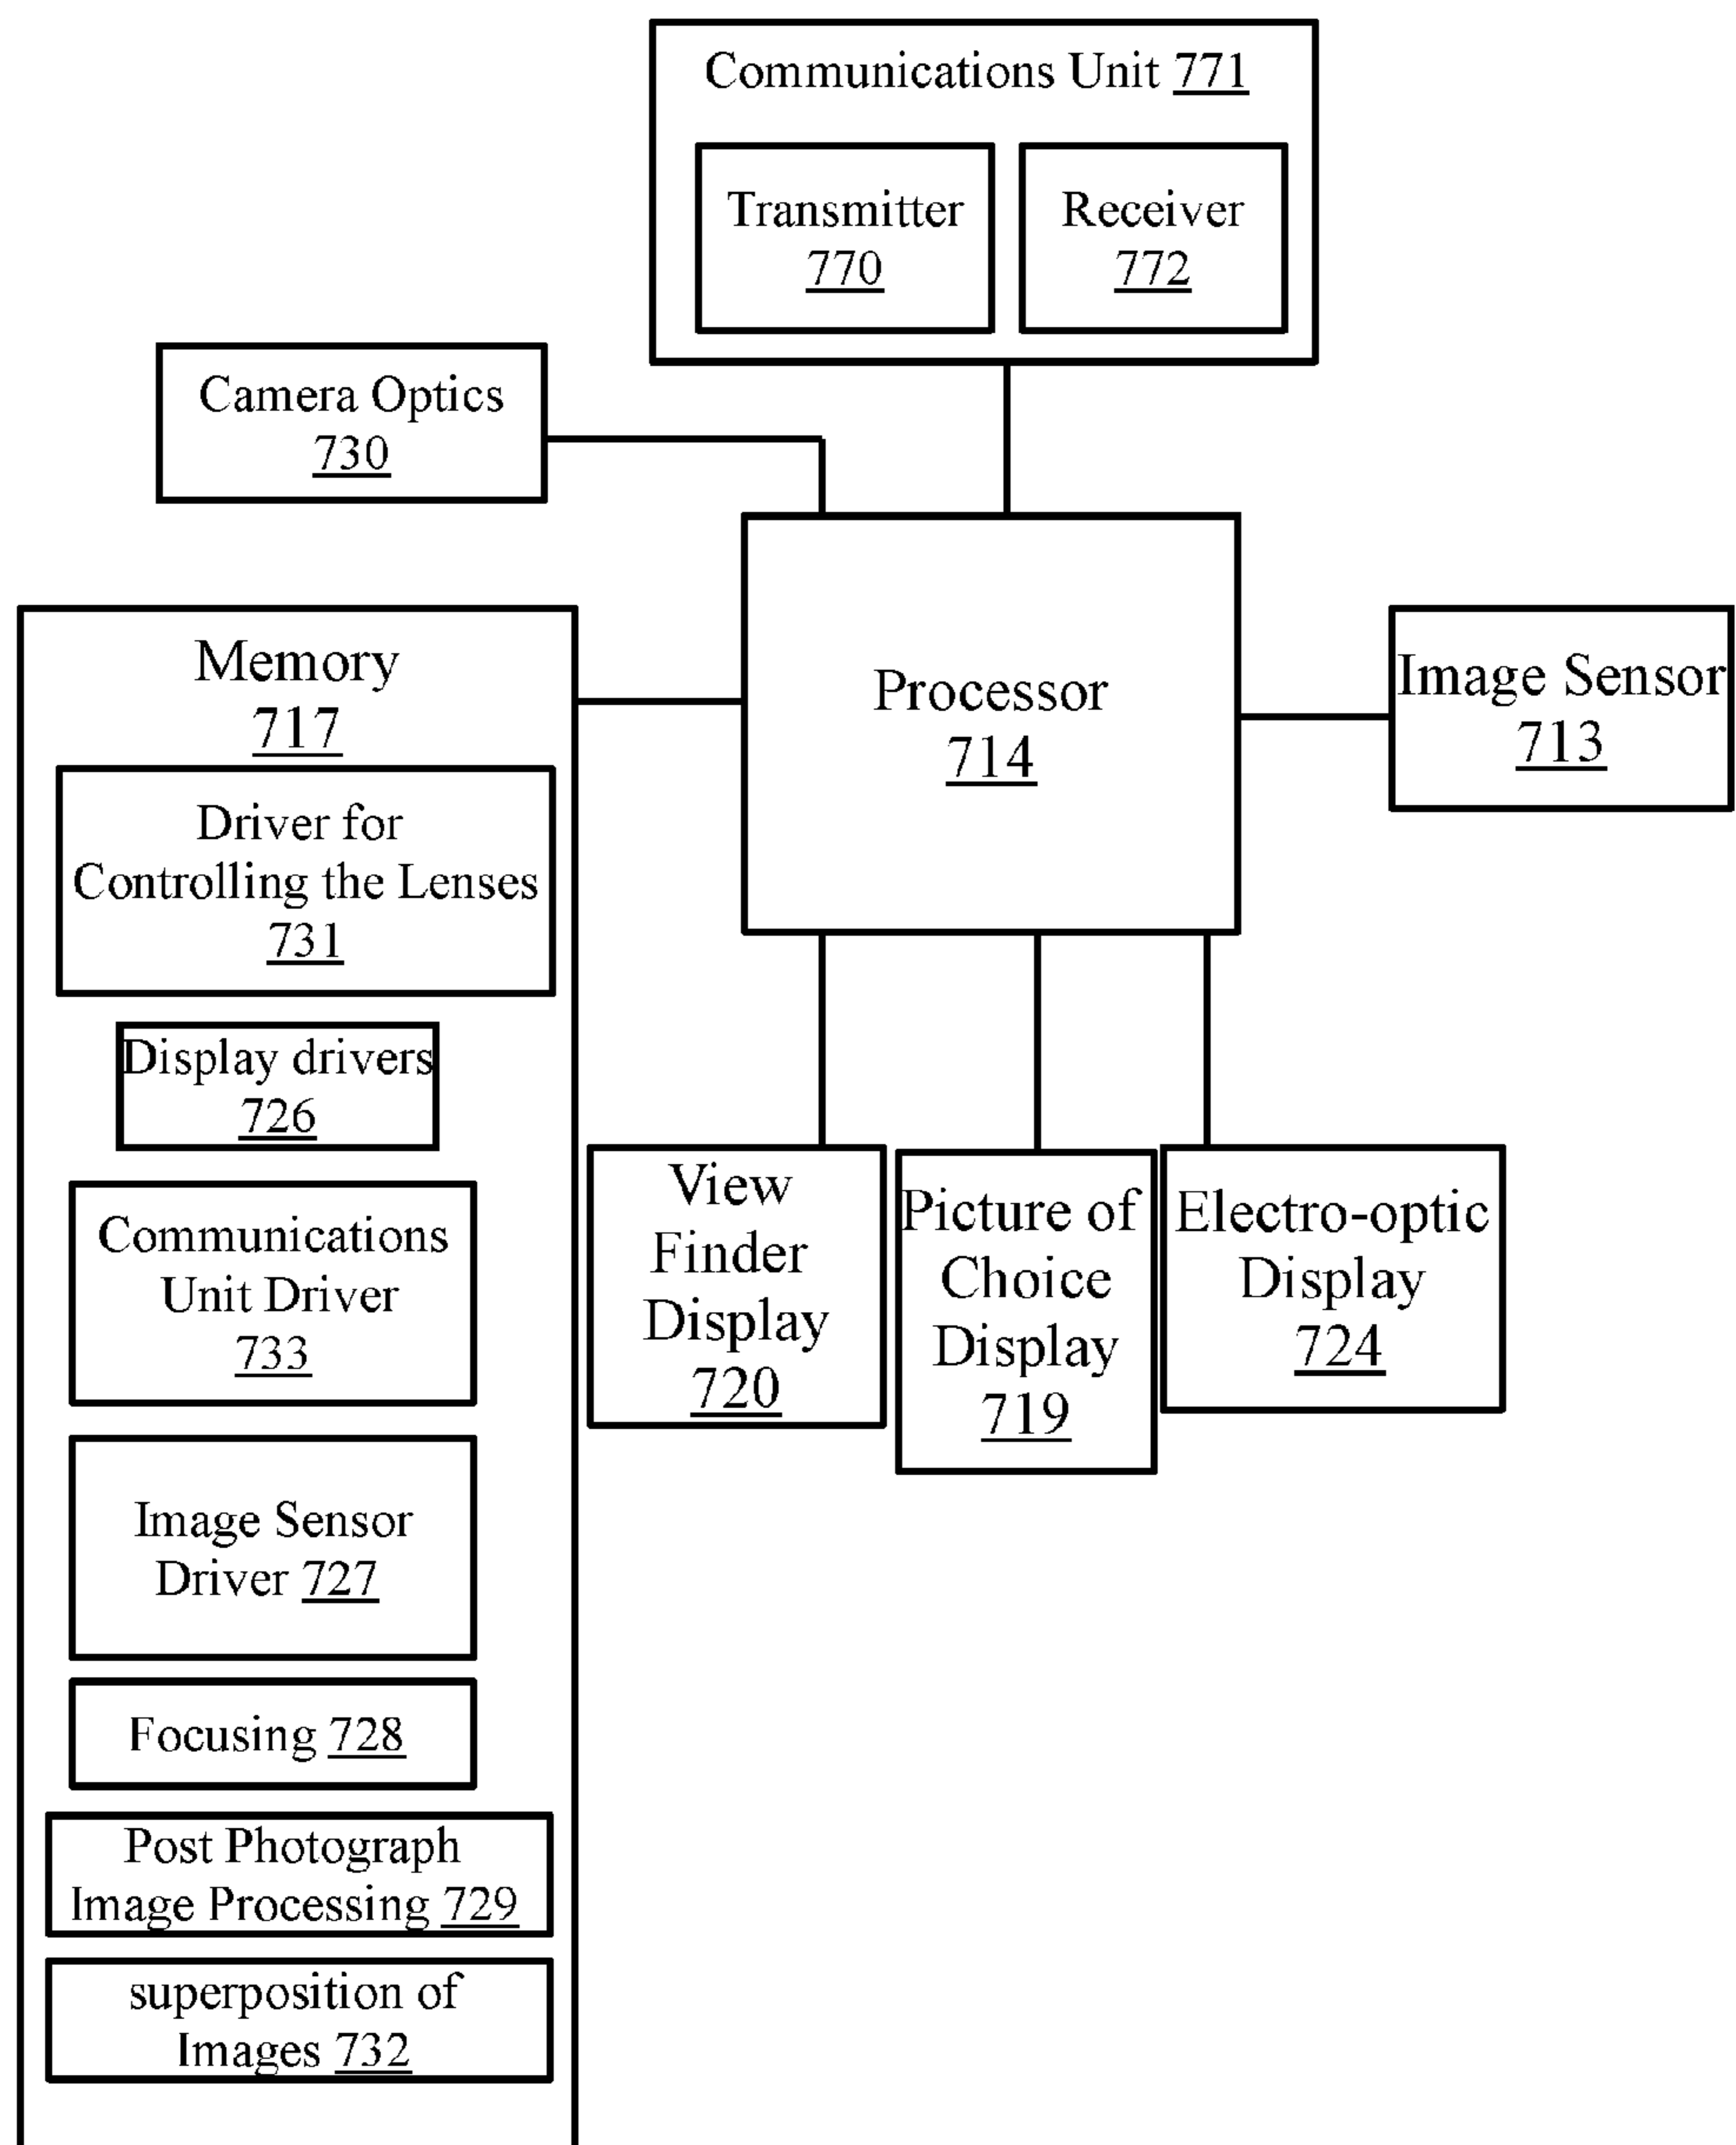 Communications Unit 771
Transmitter
770
Receiver
772
Camera Optics
730
Memory
717
Processor
714
Image Sensor
713
Driver for
Controlling the Lenses
731
Display drivers
726
Communications
Unit Driver
733
Image Sensor
Driver 727
Focusing 728
Post Photograph
Image Processing 729
superposition of
Images 732
View
Finder
Display
720
Picture of
Choice
Display
719
Electro-optic
Display
724